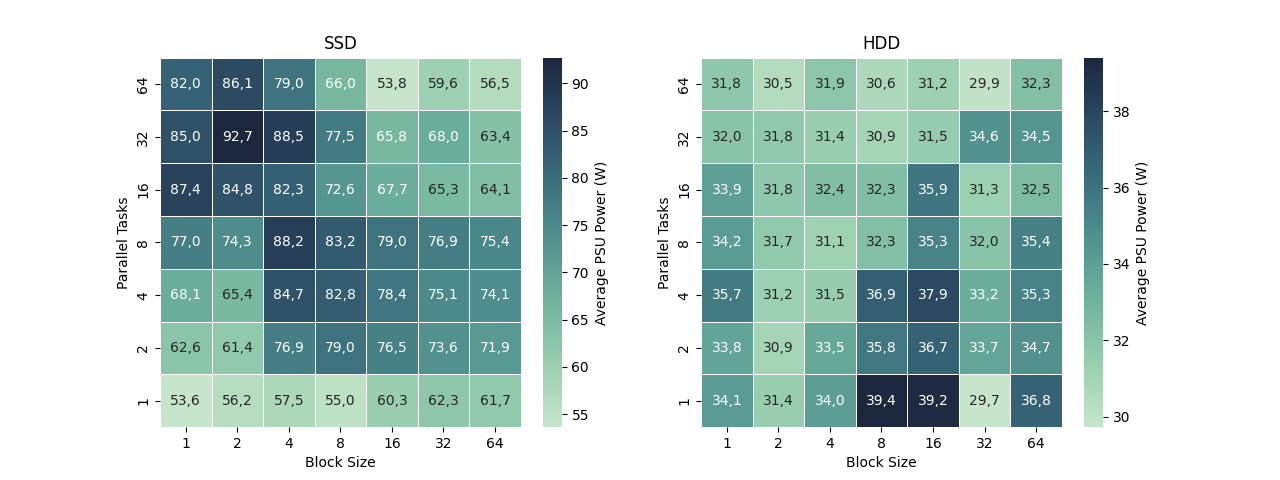 SSD
64 82,0 86,1 79,0 66,0 53,8 59,6 56,5
32 85,0 92,7 88,5 77,5 65,8 68,0 63,4
16 87,4 84,8 82,3 72,6 67,7 65,3 64,1
8 77,0 74,3 88,2 83,2 79,0 76,9 75,4
4 68,1 65,4 84,7 82,8 78,4 75,1 74,1
2 62,6 61,4 76,9 79,0 76,5 73,6 71,9
1 53,6 56,2 57,5 55,0 60,3 62,3 61,7
1 2 4 8 16 32 64
Block Size
Parallel Tasks
90
85
80
75
70
65
60
55
Average PSU Power (W)
HDD
64 31,8 30,5 31,9 30,6 31,2 29,9 32,3
32 32,0 31,8 31,4 30,9 31,5 34,6 34,5
16 33,9 31,8 32,4 32,3 35,9 31,3 32,5
8 34,2 31,7 31,1 32,3 35,3 32,0 35,4
4 35,7 31,2 31,5 36,9 37,9 33,2 35,3
2 33,8 30,9 33,5 35,8 36,7 33,7 34,7
1 34,1 31,4 34,0 39,4 39,2 29,7 36,8
1 2 4 8 16 32 64
Block Size
Parallel Tasks
38
36
34
32
30
Average PSU Power (W)